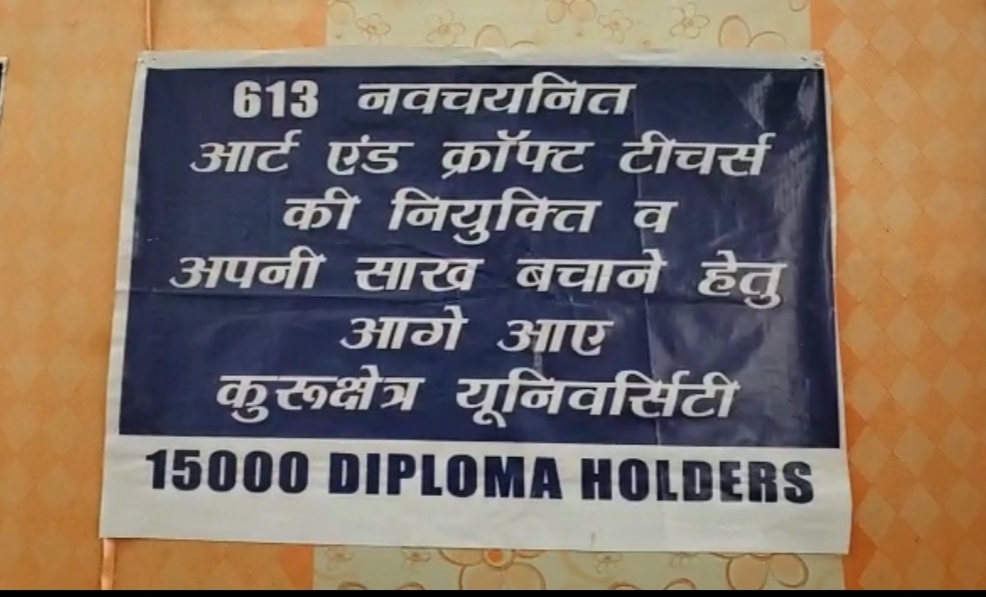 613 नवचयनित
आर्ट एंड क्रॉफ्ट टीचर्स
की नियुक्ति व
अपनी साख बचाने हेतु
आगे आए
कुरूक्षेत्र यूनिवर्सिटी
15000 DIPLOMA HOLDERS